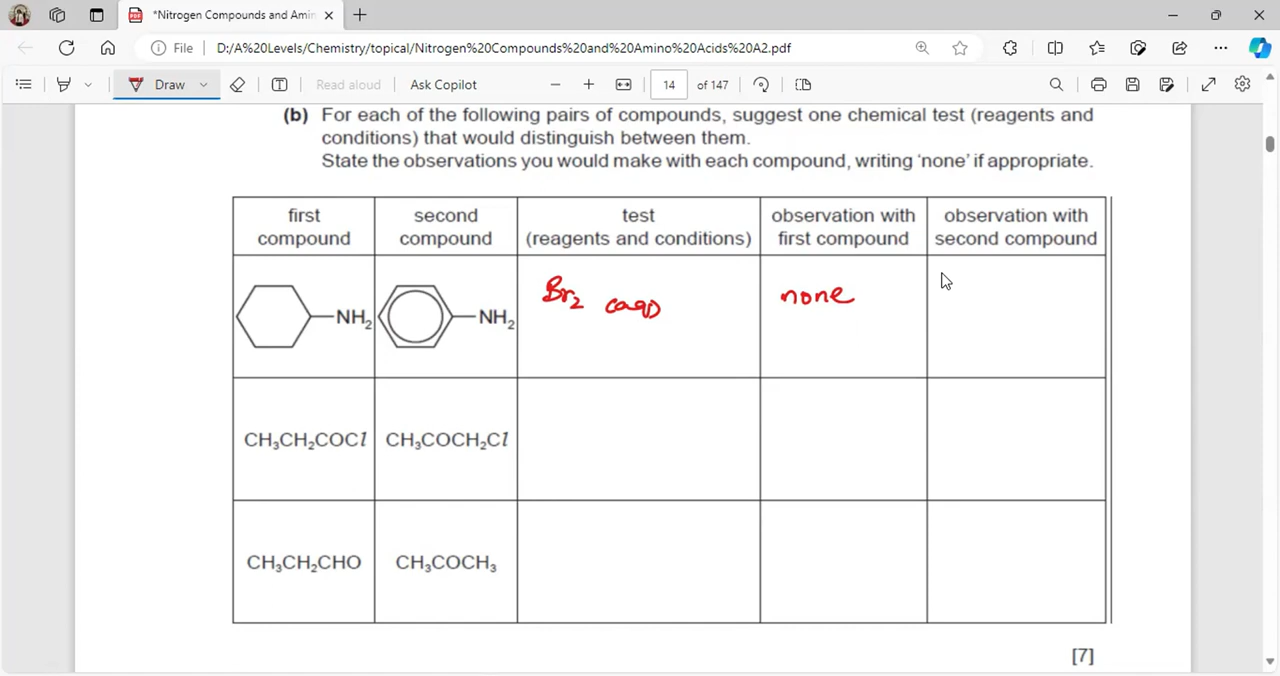 *Nitrogen Compounds and Amin
File
D:/A%20Levels/Chemistry/topical/Nitrogen%20Compounds%20and%20Amino%20Acids%20A2.pdf
Draw
Read aloud
Ask Copilot
14 of 147
(b) For each of the following pairs of compounds, suggest one chemical test (reagents and
conditions) that would distinguish between them.
State the observations you would make with each compound, writing ‘none’ if appropriate.
first
compound
second
compound
test
(reagents and conditions)
observation with
first compound
observation with
second compound
NH₂
NH₂
Br₂ (aq)
none
CH₃CH₂COCl
CH₃COCH₂Cl
CH₃CH₂CHO
CH₃COCH₃
[7]